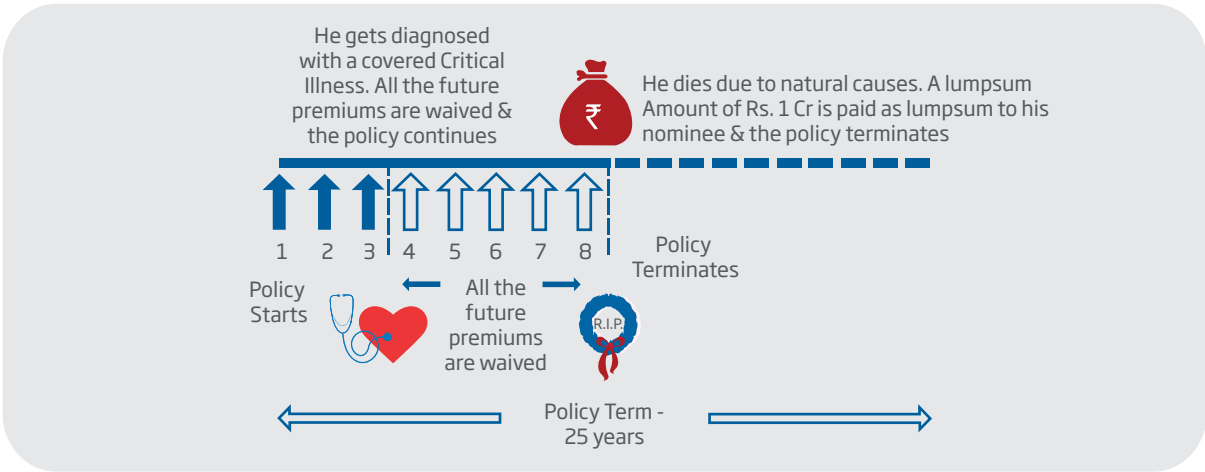 He gets diagnosed
with a covered Critical
Illness. All the future
premiums are waived &
the policy continues
₹
He dies due to natural causes. A lumpsum
Amount of Rs. 1 Cr is paid as lumpsum to his
nominee & the policy terminates
1 2 3 4 5 6 7 8
Policy
Terminates
Policy
Starts
All the
future
premiums
are waived
R.I.P.
Policy Term -
25 years